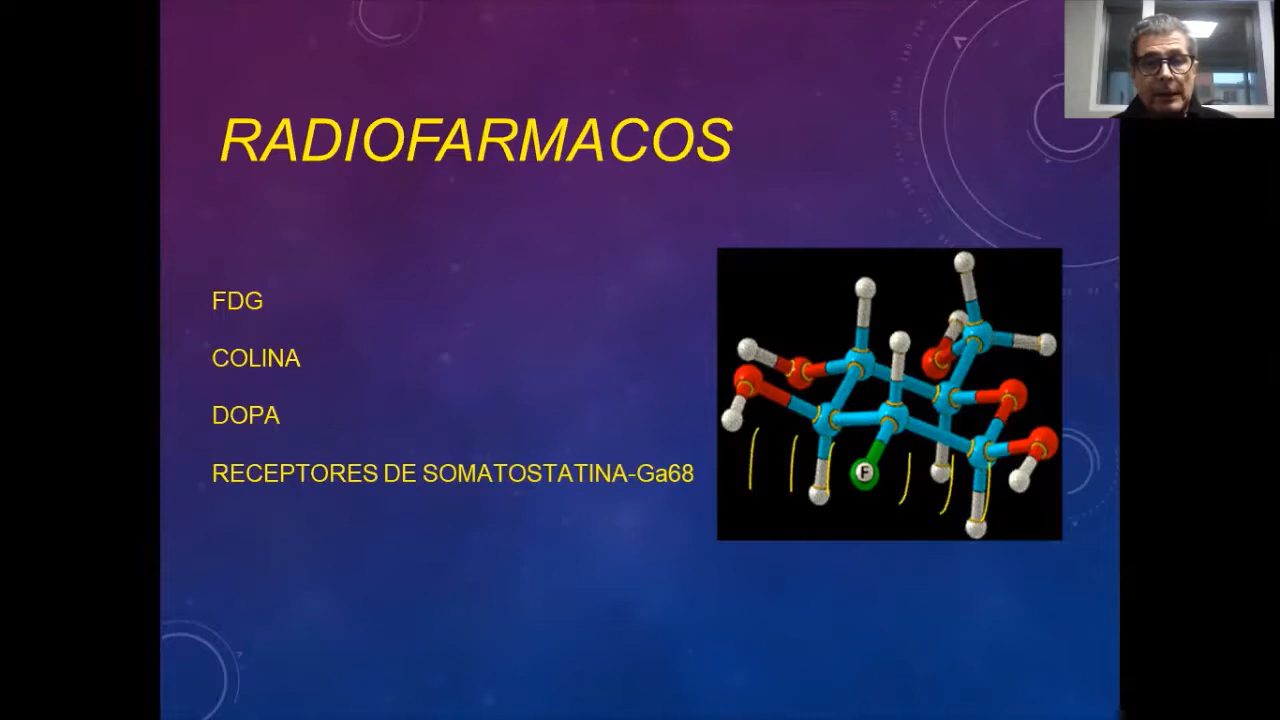 RADIOFARMACOS
FDG
COLINA
DOPA
RECEPTORES DE SOMATOSTATINA-Ga68
F